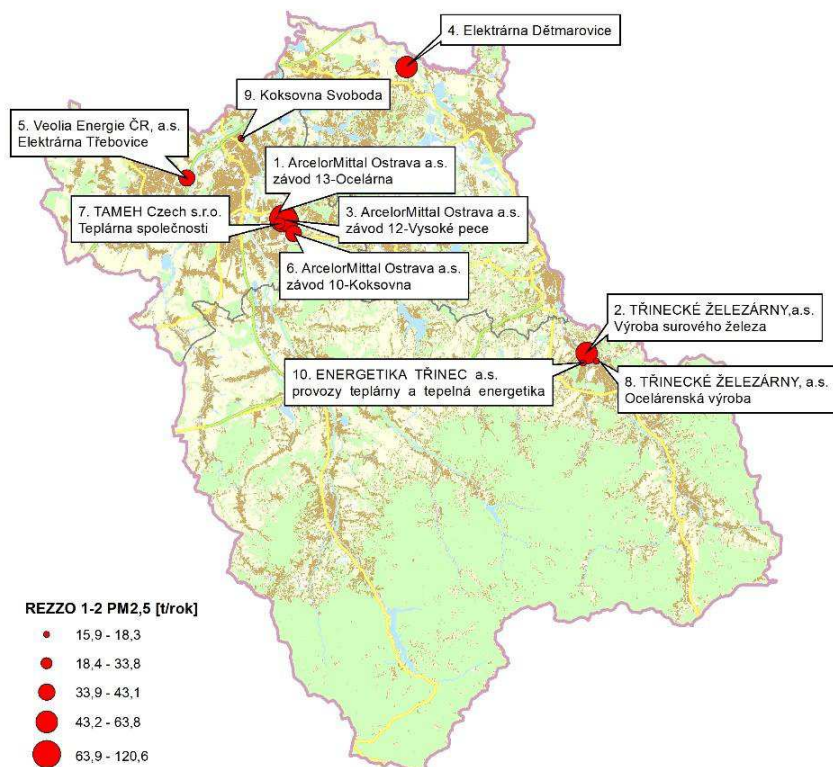 4. Elektrárna Dětmarovice
9. Koksovna Svoboda
5. Veolia Energie ČR, a.s.
Elektrárna Třebovice
1. ArcelorMittal Ostrava a.s.
závod 13-Ocelárna
7. TAMEH Czech s.r.o.
Teplárna společnosti
3. ArcelorMittal Ostrava a.s.
závod 12-Vysoké pece
6. ArcelorMittal Ostrava a.s.
závod 10-Koksovna
2. TŘINECKÉ ŽELEZÁRNY,a.s.
Výroba surového železa
10. ENERGETIKA TŘINEC a.s.
provozy teplárny a tepelná energetika
8. TŘINECKÉ ŽELEZÁRNY, a.s.
Ocelárenská výroba
REZZO 1-2 PM2,5 [t/rok]
15,9 - 18,3
18,4 - 33,8
33,9 - 43,1
43,2 - 63,8
63,9 - 120,6